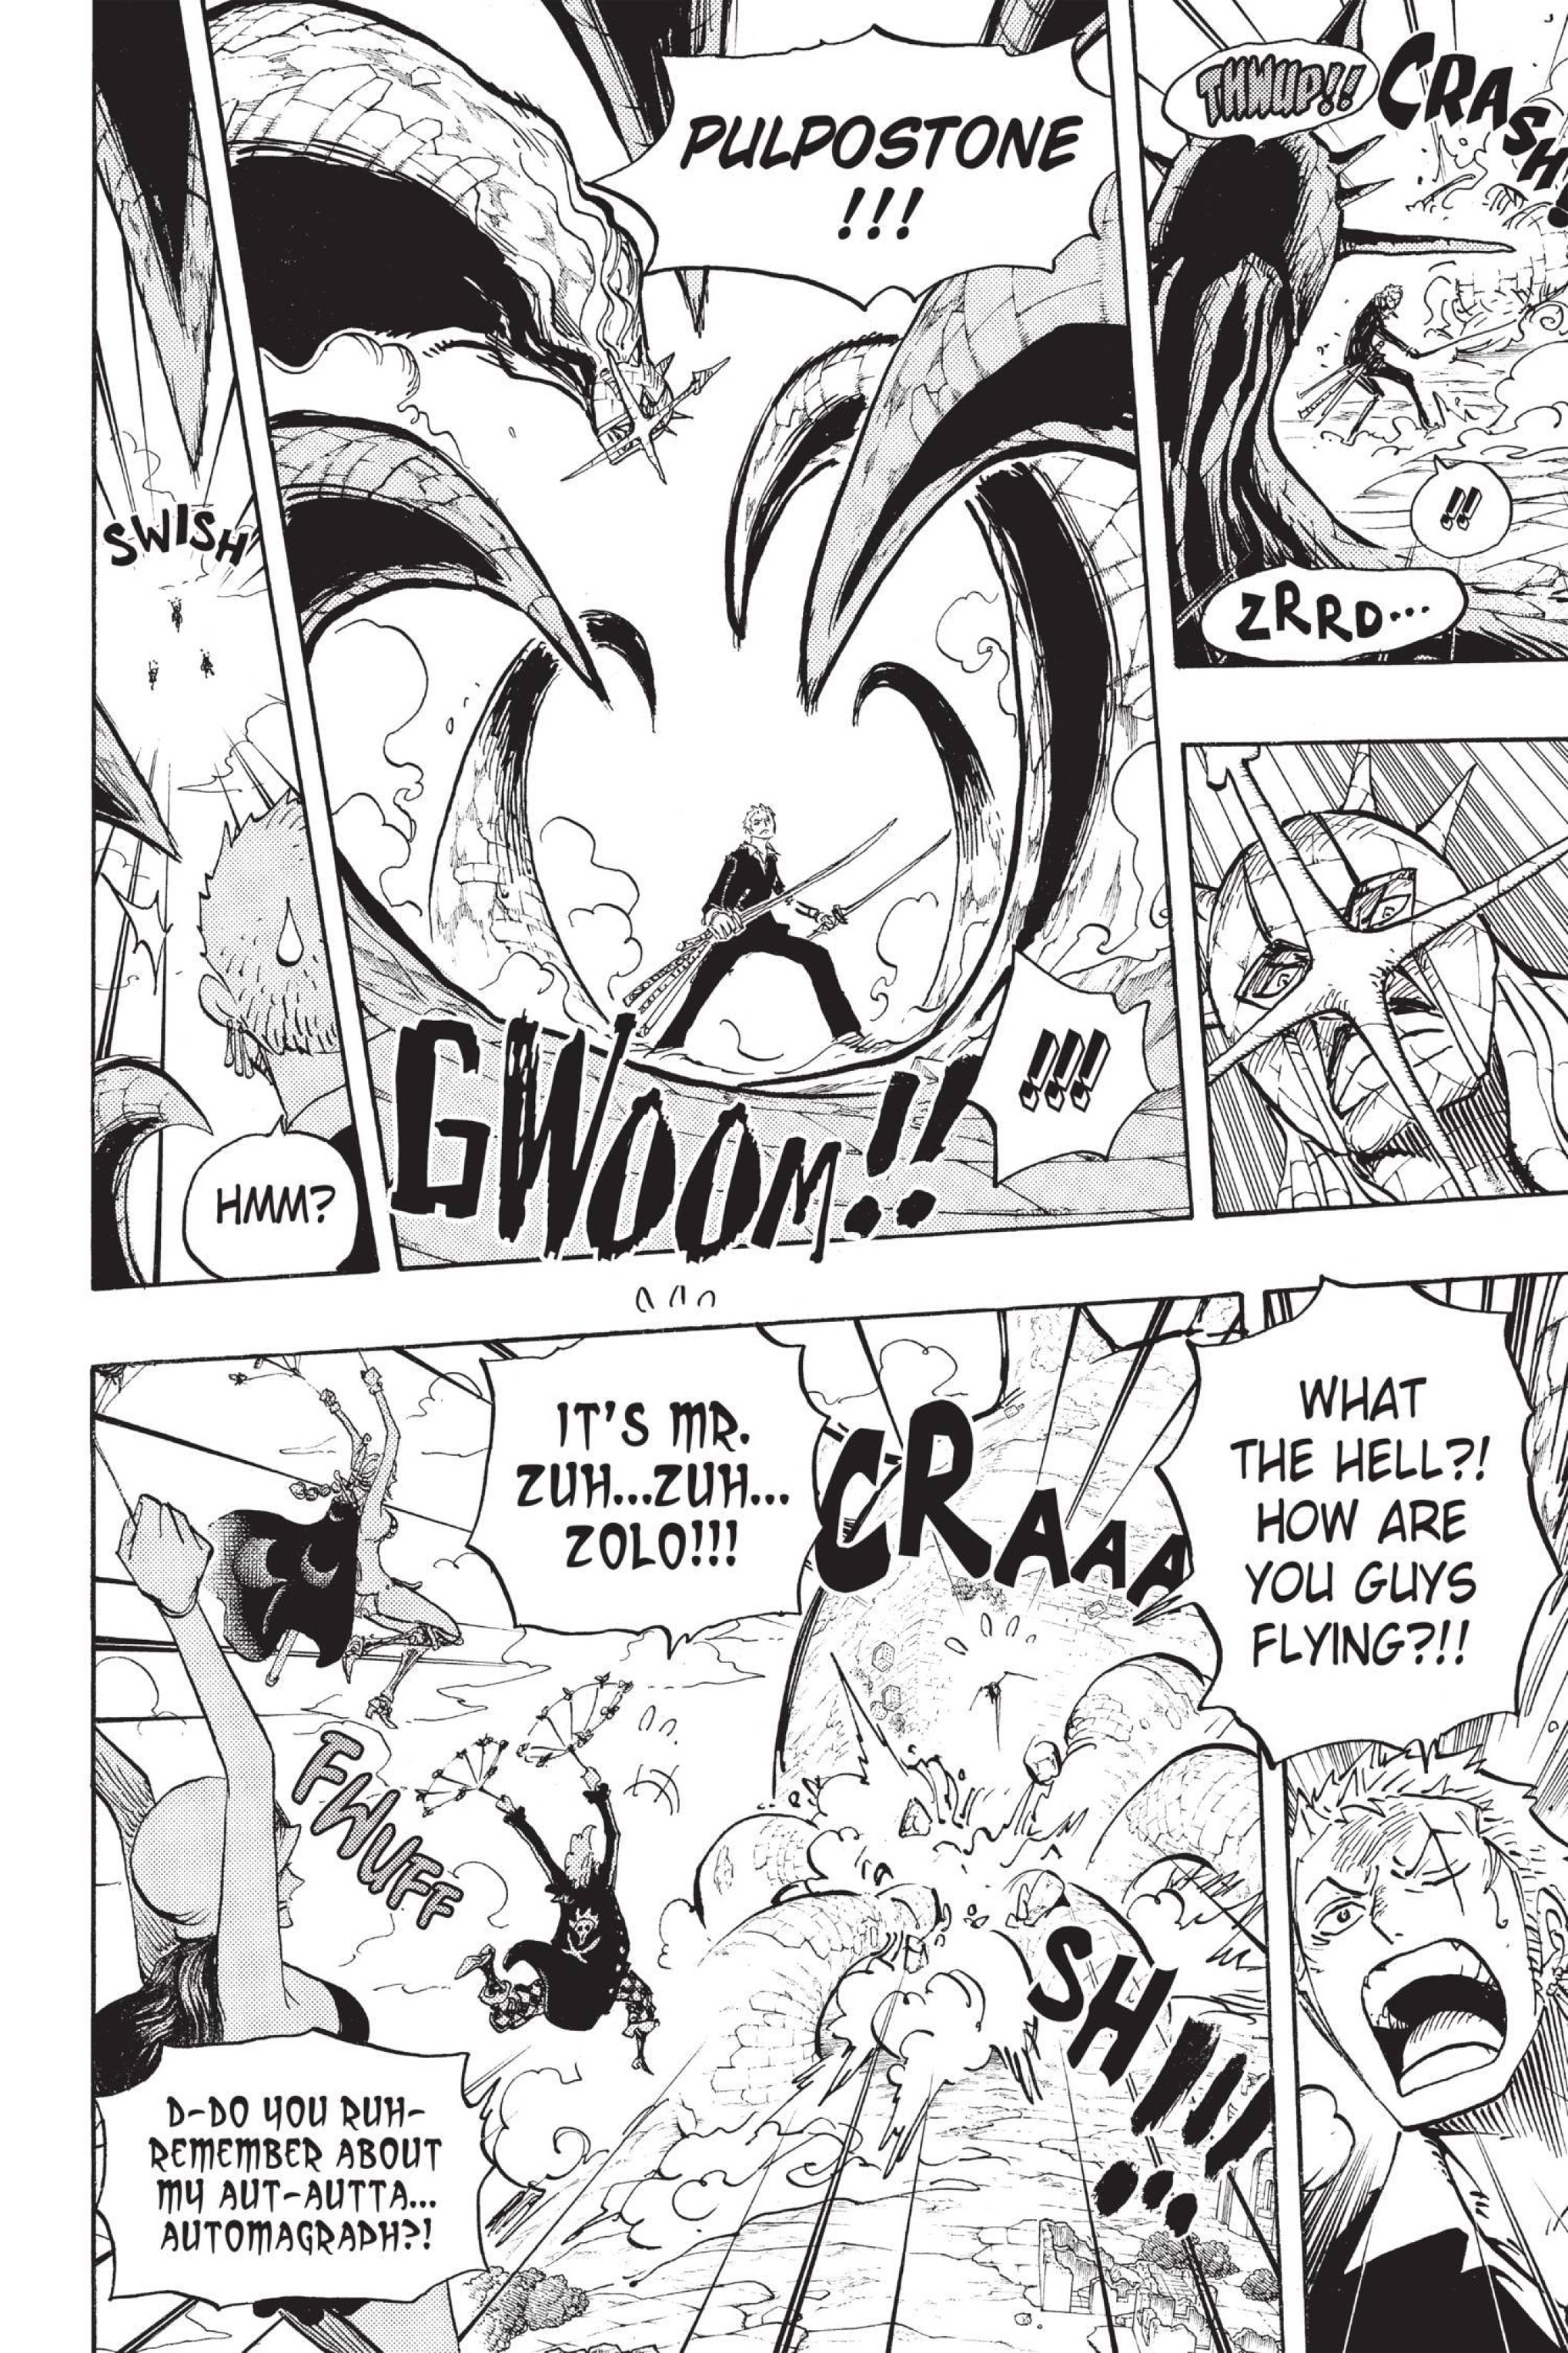 THWUP!!
CRASH!!
!!
ZRRD...
PULPOSTONE
!!!
!!!
GWOOM!!
SWISH
HMM?
WHAT
THE HELL?!
HOW ARE
YOU GUYS
FLYING?!!
CRAAA
SHIII...
IT'S MR.
ZUH...ZUH...
ZOLO!!!
FWUFF
D-DO YOU RUH-
REMEMBER ABOUT
MY AUT-AUTTA...
AUTOMAGRAPH?!